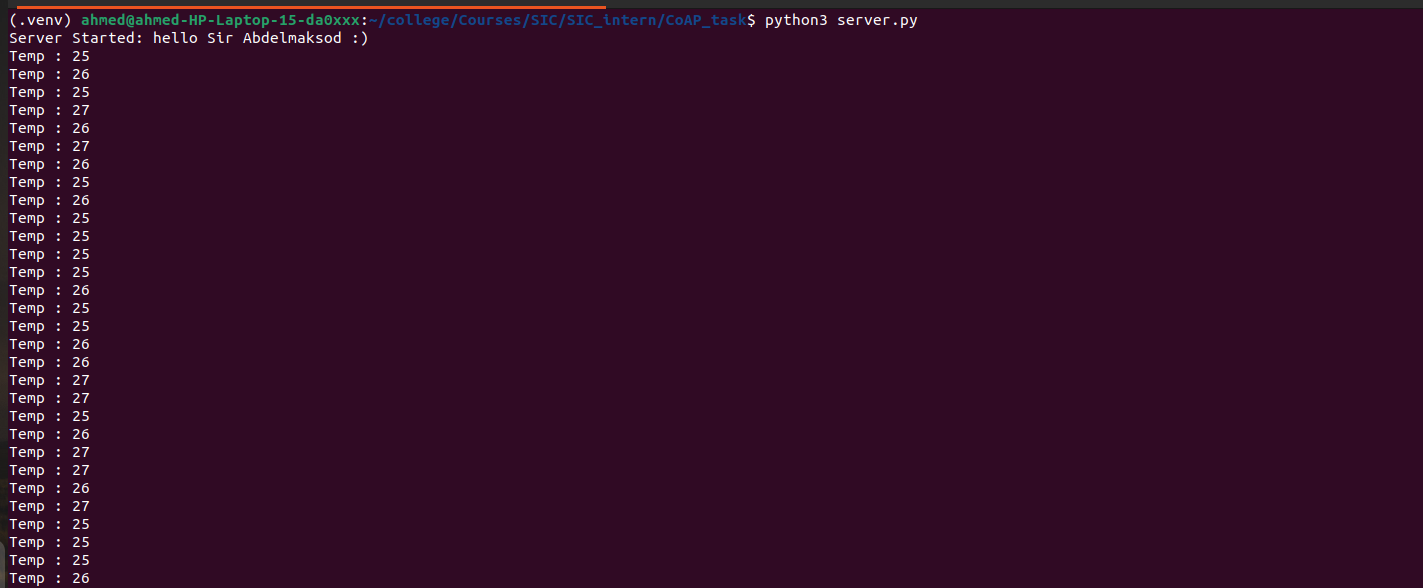 (.venv) ahmed@ahmed-HP-Laptop-15-da0xxx:~/college/Courses/SIC/SIC_intern/CoAP_task$ python3 server.py
Server Started: hello Sir Abdelmaksod :)
Temp : 25
Temp : 26
Temp : 25
Temp : 27
Temp : 26
Temp : 27
Temp : 26
Temp : 25
Temp : 26
Temp : 25
Temp : 25
Temp : 25
Temp : 25
Temp : 26
Temp : 25
Temp : 25
Temp : 26
Temp : 26
Temp : 27
Temp : 27
Temp : 25
Temp : 26
Temp : 27
Temp : 27
Temp : 26
Temp : 27
Temp : 25
Temp : 25
Temp : 25
Temp : 26